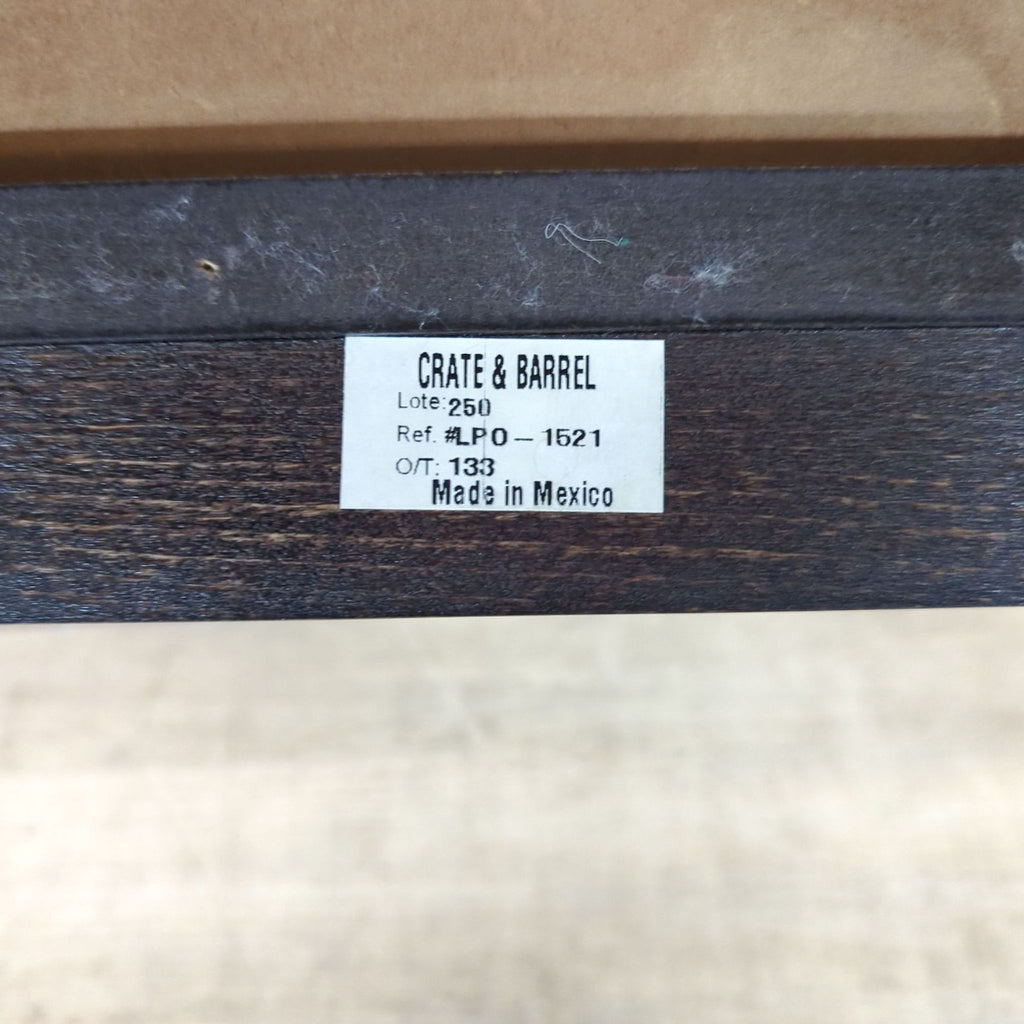 CRATE & BARREL
Lote: 250
Ref. #LPO - 1521
O/T: 133
Made in Mexico